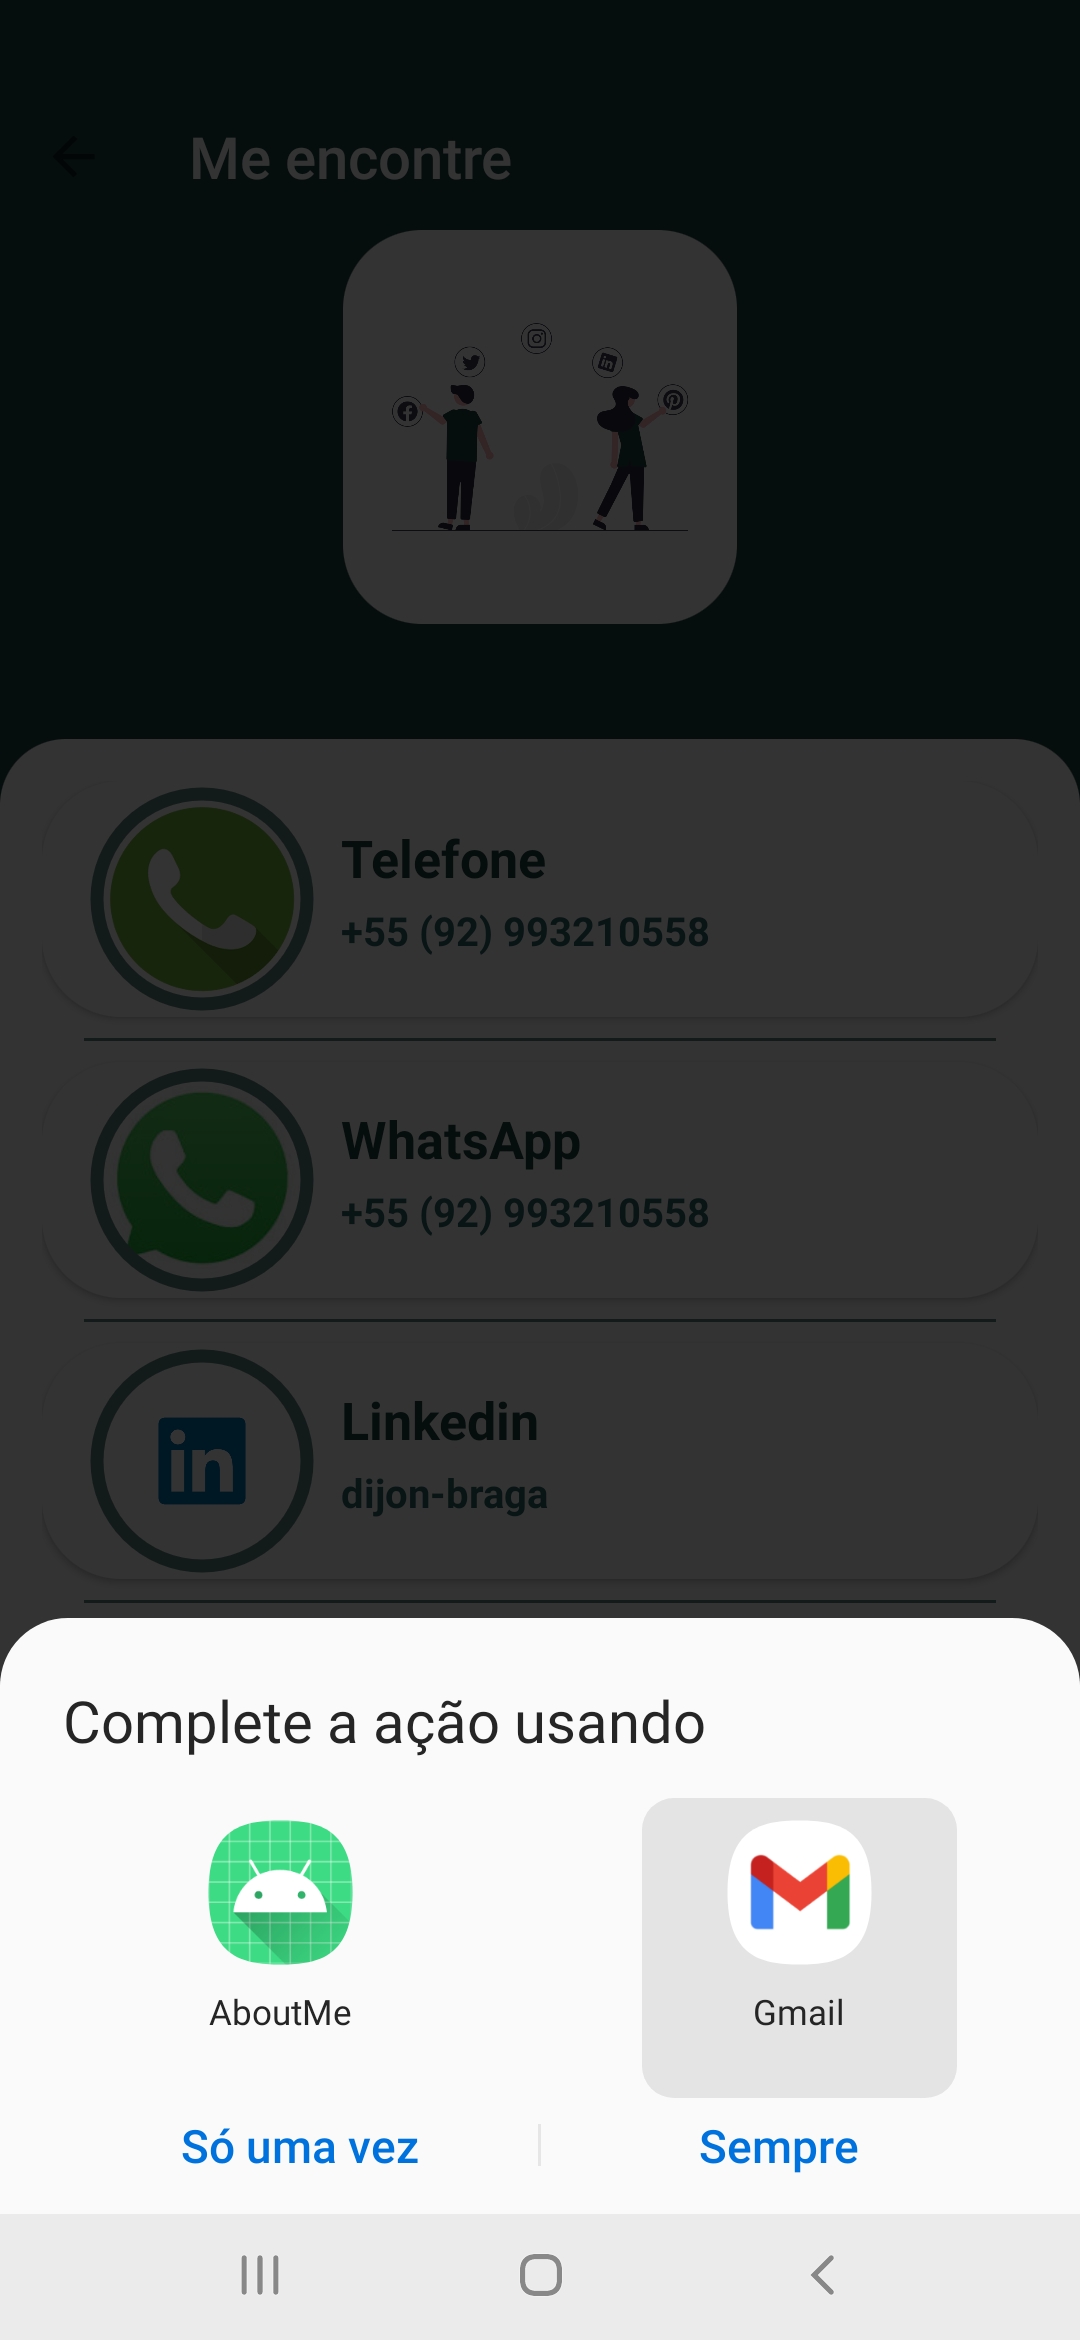 Me encontre
Telefone
+55 (92) 993210558
WhatsApp
+55 (92) 993210558
Linkedin
dijon-braga
Complete a ação usando
AboutMe
Gmail
Só uma vez
Sempre